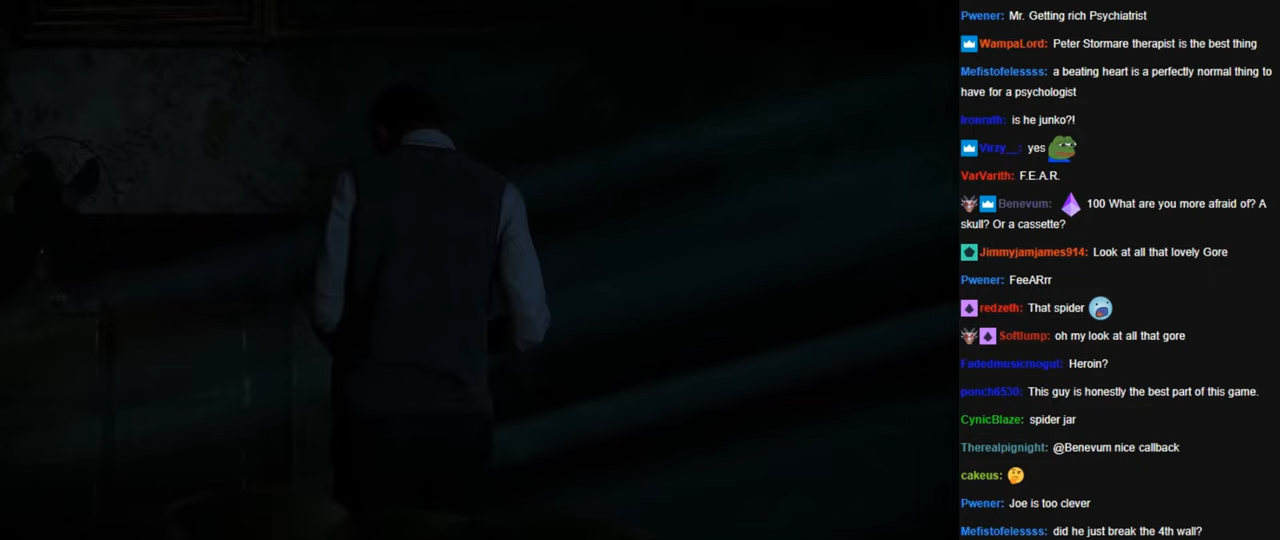 Pwener: Mr. Getting rich Psychiatrist
WampaLord: Peter Stormare therapist is the best thing
Mefistofelessss: a beating heart is a perfectly normal thing to
have for a psychologist
ironrath: is he junko?!
Virzy__: yes
VarVarith: F.E.A.R.
Benevum: 100 What are you more afraid of? A
skull? Or a cassette?
Jimmyjamjames914: Look at all that lovely Gore
Pwener: FeeARrr
redzeth: That spider
Softlump: oh my look at all that gore
Fadedmusicmogul: Heroin?
ponch6530: This guy is honestly the best part of this game.
CynicBlaze: spider jar
Therealpignight: @Benevum nice callback
cakeus:
Pwener: Joe is too clever
Mefistofelessss: did he just break the 4th wall?